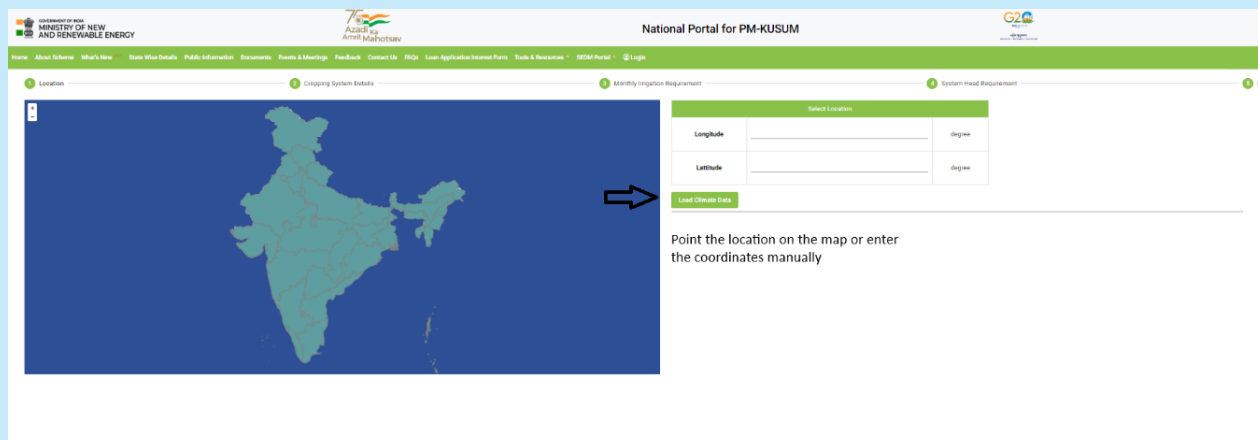 GOVERNMENT OF INDIA
MINISTRY OF NEW
AND RENEWABLE ENERGY
Azadi Ka
Amrit Mahotsav
National Portal for PM-KUSUM
G20
Home About Scheme What's New State Wise Details Public Information Documents Events & Meetings Feedback Contact Us FAQs Loan Application Interest Form Tools & Resources SEDM Portal Login
1 Location 2 Cropping System Details 3 Monthly Irrigation Requirement 4 System Head Requirement 5
+
−
Select Location
Longitude degree
Lattitude degree
Load Climate Data
Point the location on the map or enter
the coordinates manually